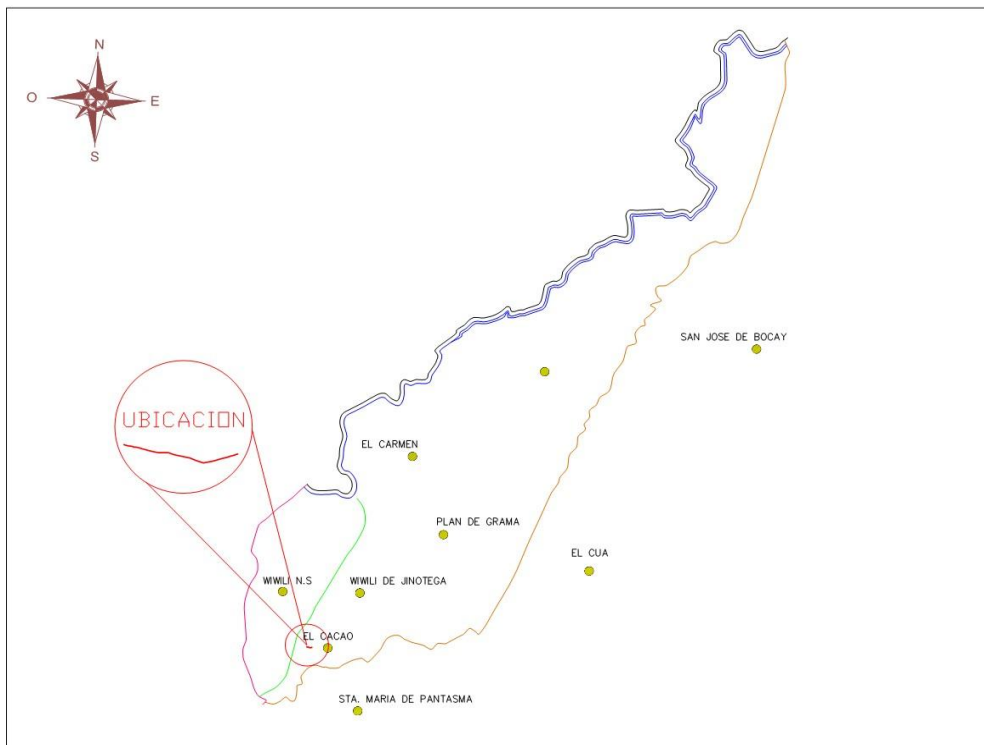 N
O
E
S
SAN JOSE DE BOCAY
UBICACION
EL CARMEN
PLAN DE GRAMA
EL CUA
WIWILI N.S
WIWILI DE JINOTEGA
EL CACAO
STA. MARIA DE PANTASMA